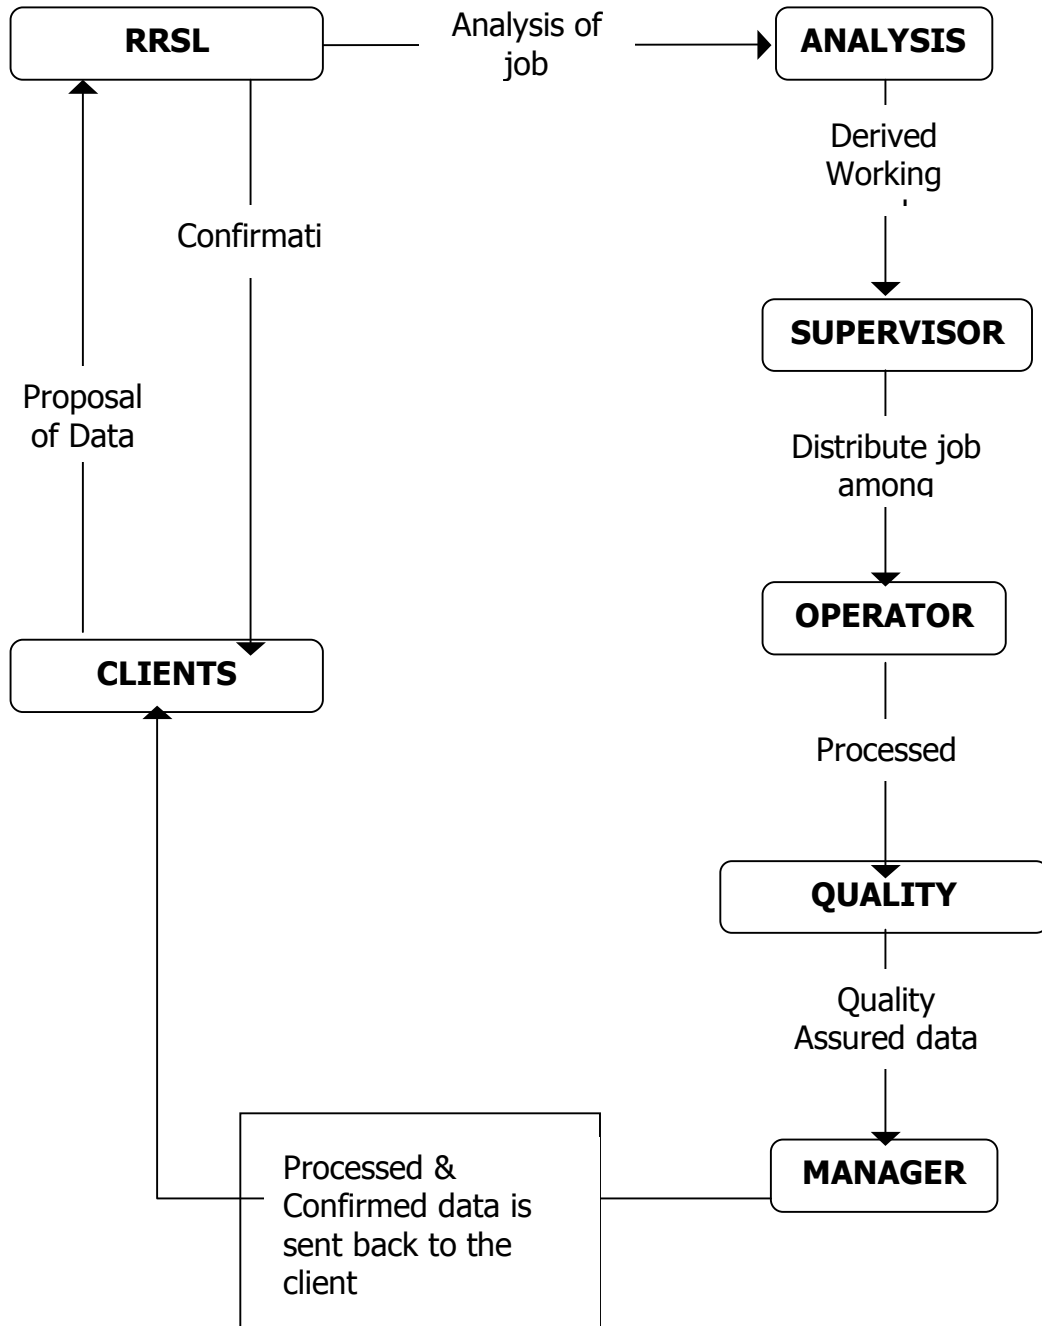 RRSL
Analysis of
job
ANALYSIS
Derived
Working
Confirmati
SUPERVISOR
Proposal
of Data
Distribute job
among
OPERATOR
CLIENTS
Processed
QUALITY
Quality
Assured data
MANAGER
Processed &
Confirmed data is
sent back to the
client